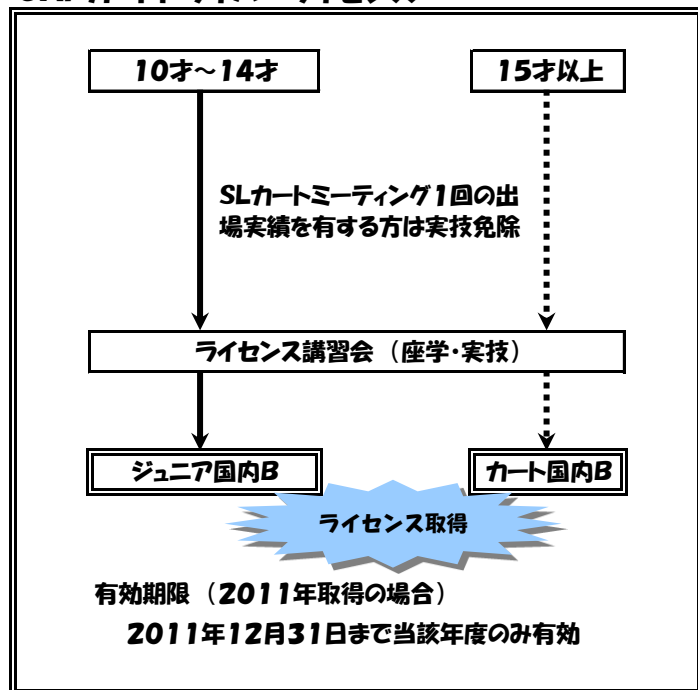 10才～14才
15才以上
SLカートミーティング1回の出
場実績を有する方は実技免除
ライセンス講習会（座学・実技）
ジュニア国内B
カート国内B
ライセンス取得
有効期限（2011年取得の場合）
2011年12月31日まで当該年度のみ有効